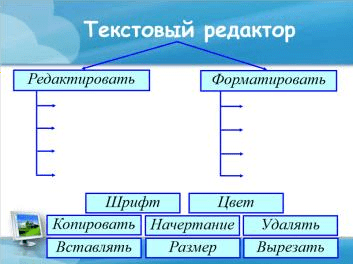 Текстовый редактор
Редактировать Форматировать
Шрифт Цвет
Копировать Начертание Удалять
Вставлять Размер Вырезать